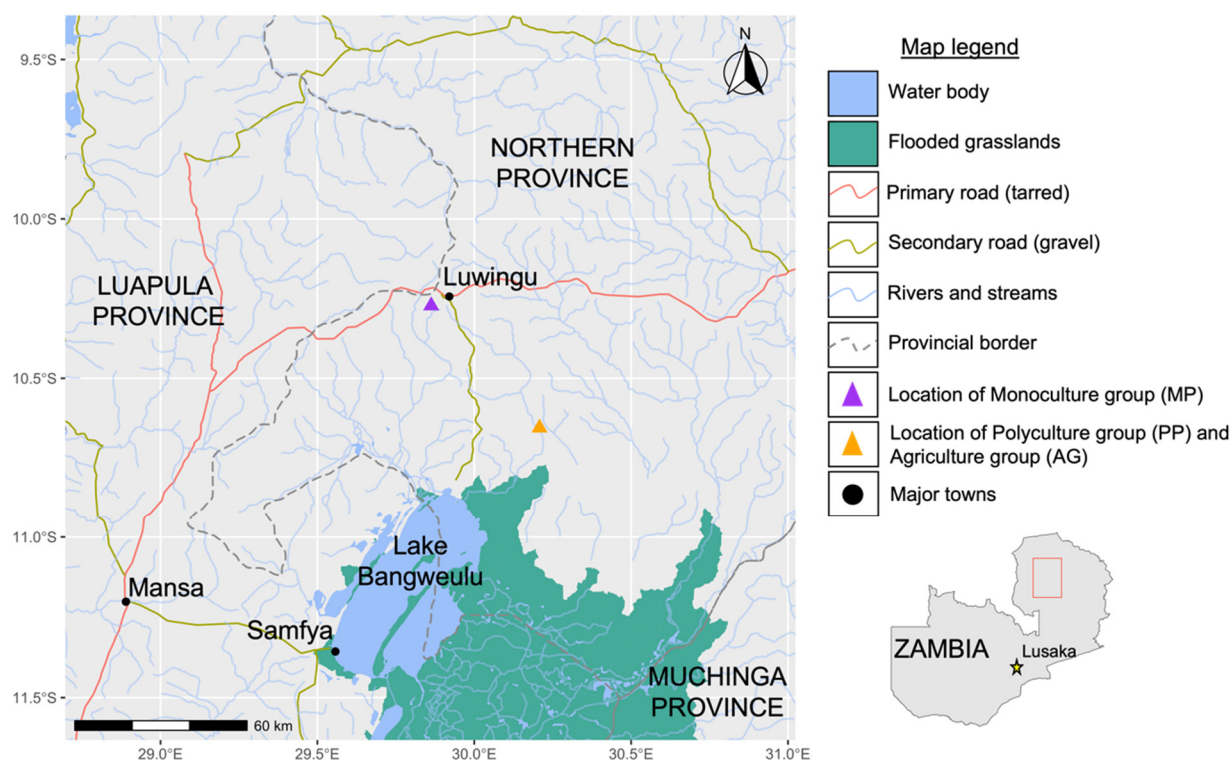 9.5°S
10.0°S
10.5°S
11.0°S
11.5°S
29.0°E
29.5°E
30.0°E
30.5°E
31.0°E
N
NORTHERN
PROVINCE
LUAPULA
PROVINCE
Luwingu
Lake
Bangweulu
Mansa
Samfya
MUCHINGA
PROVINCE
60 km
Map legend
Water body
Flooded grasslands
Primary road (tarred)
Secondary road (gravel)
Rivers and streams
Provincial border
Location of Monoculture group (MP)
Location of Polyculture group (PP) and
Agriculture group (AG)
Major towns
ZAMBIA
Lusaka